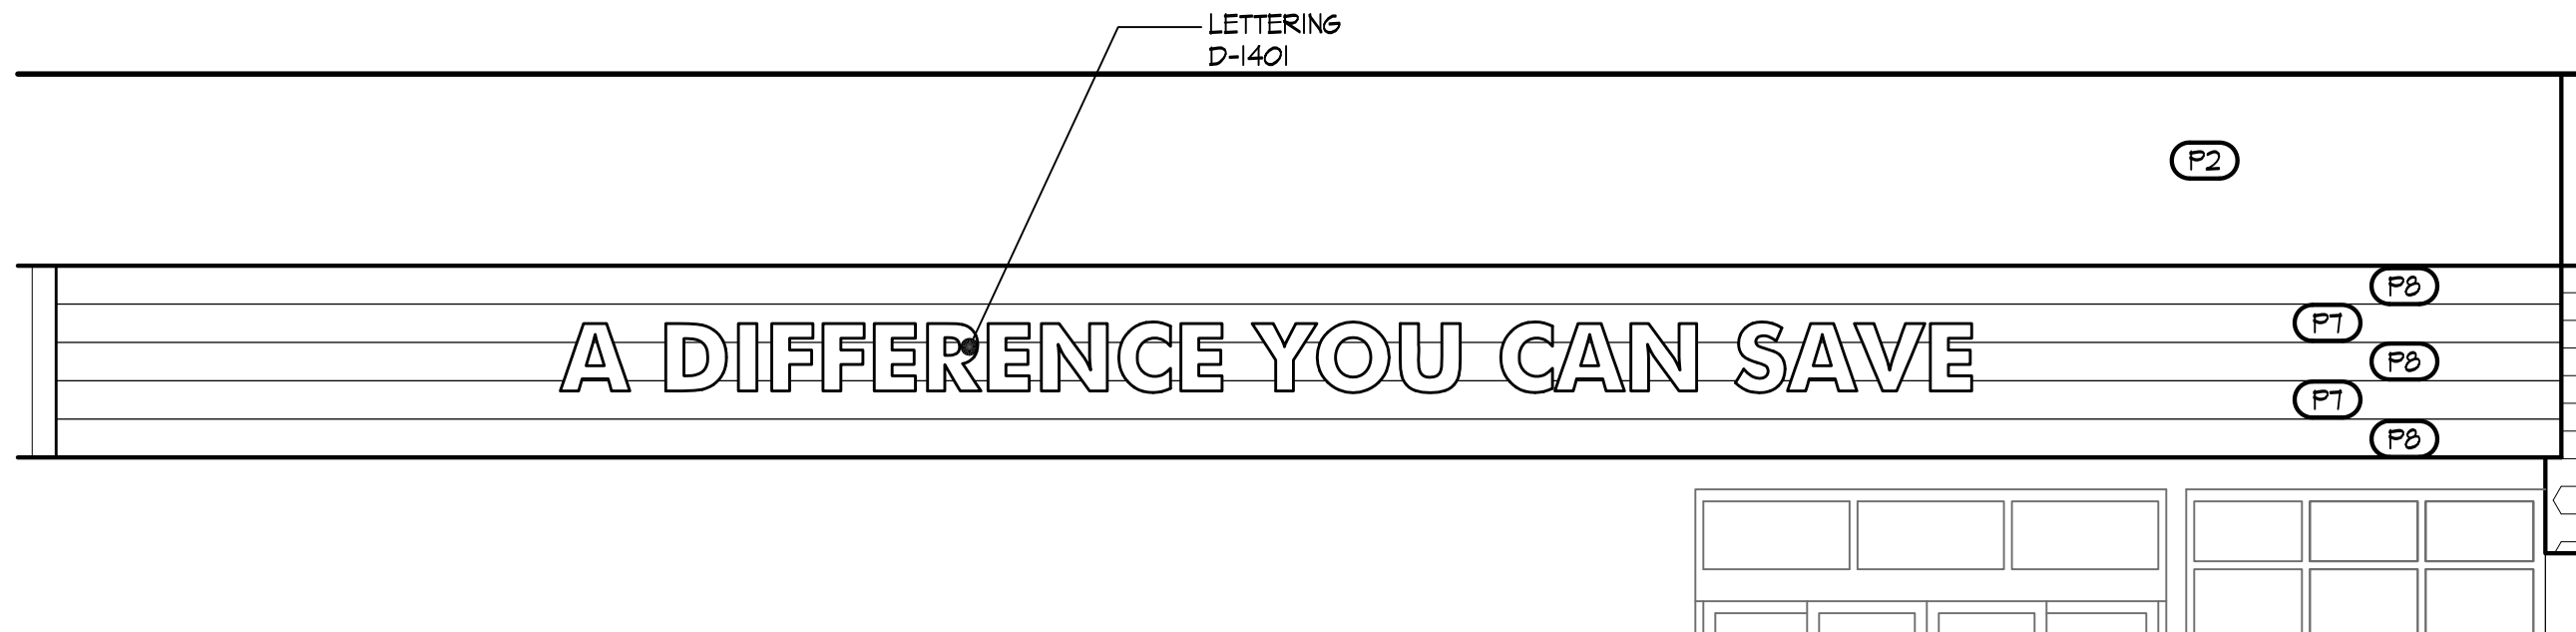 LETTERING
D-1401
P2
P8
A DIFFERENCE YOU CAN SAVE
P7
P8
P7
P8